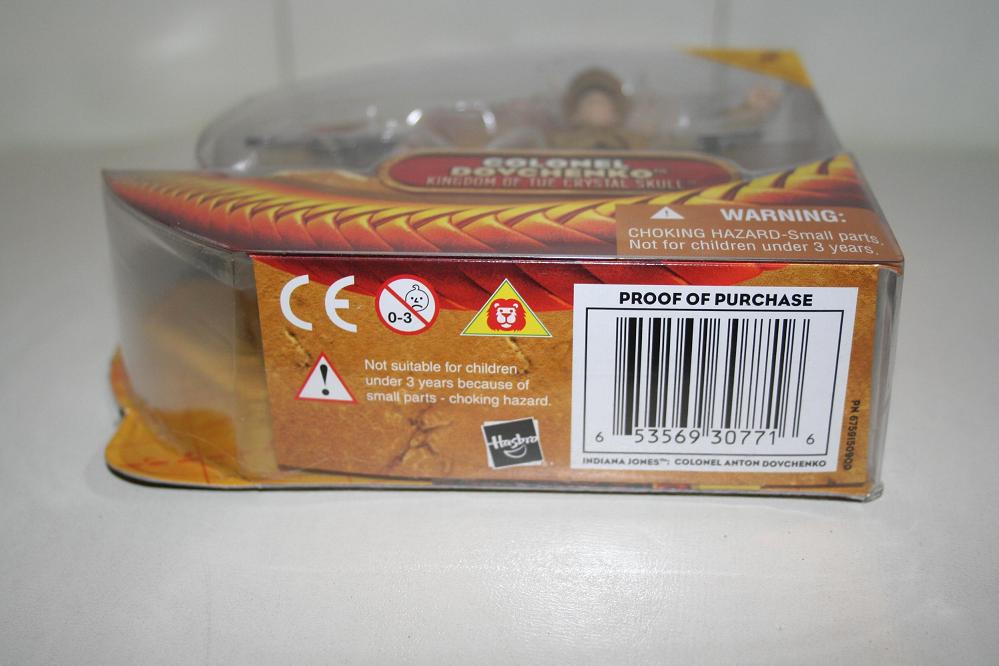 COLONEL
DOVCHENKO™
KINGDOM OF THE CRYSTAL SKULL™
WARNING:
CHOKING HAZARD-Small parts.
Not for children under 3 years.
CE
0-3
Not suitable for children
under 3 years because of
small parts - choking hazard.
Hasbro
PROOF OF PURCHASE
6 53569 30771 6
INDIANA JONES™: COLONEL ANTON DOVCHENKO